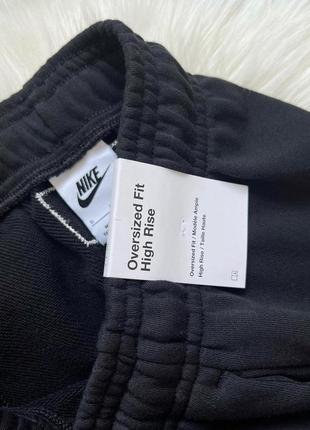 NIKE
Oversized Fit
High Rise
Oversized Fit / Modèle Ample
High Rise / Taille Haute